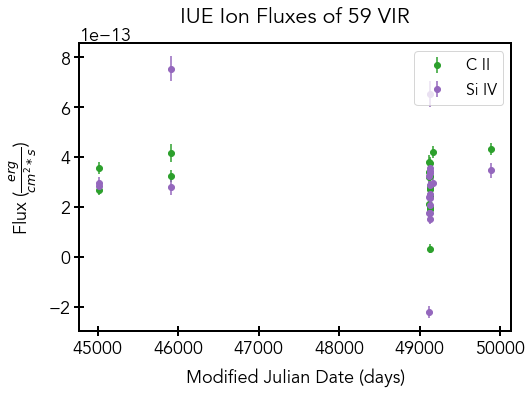 IUE Ion Fluxes of 59 VIR
1e−13
C II
Si IV
8
6
4
2
0
−2
Flux (erg/cm²*s)
45000 46000 47000 48000 49000 50000
Modified Julian Date (days)